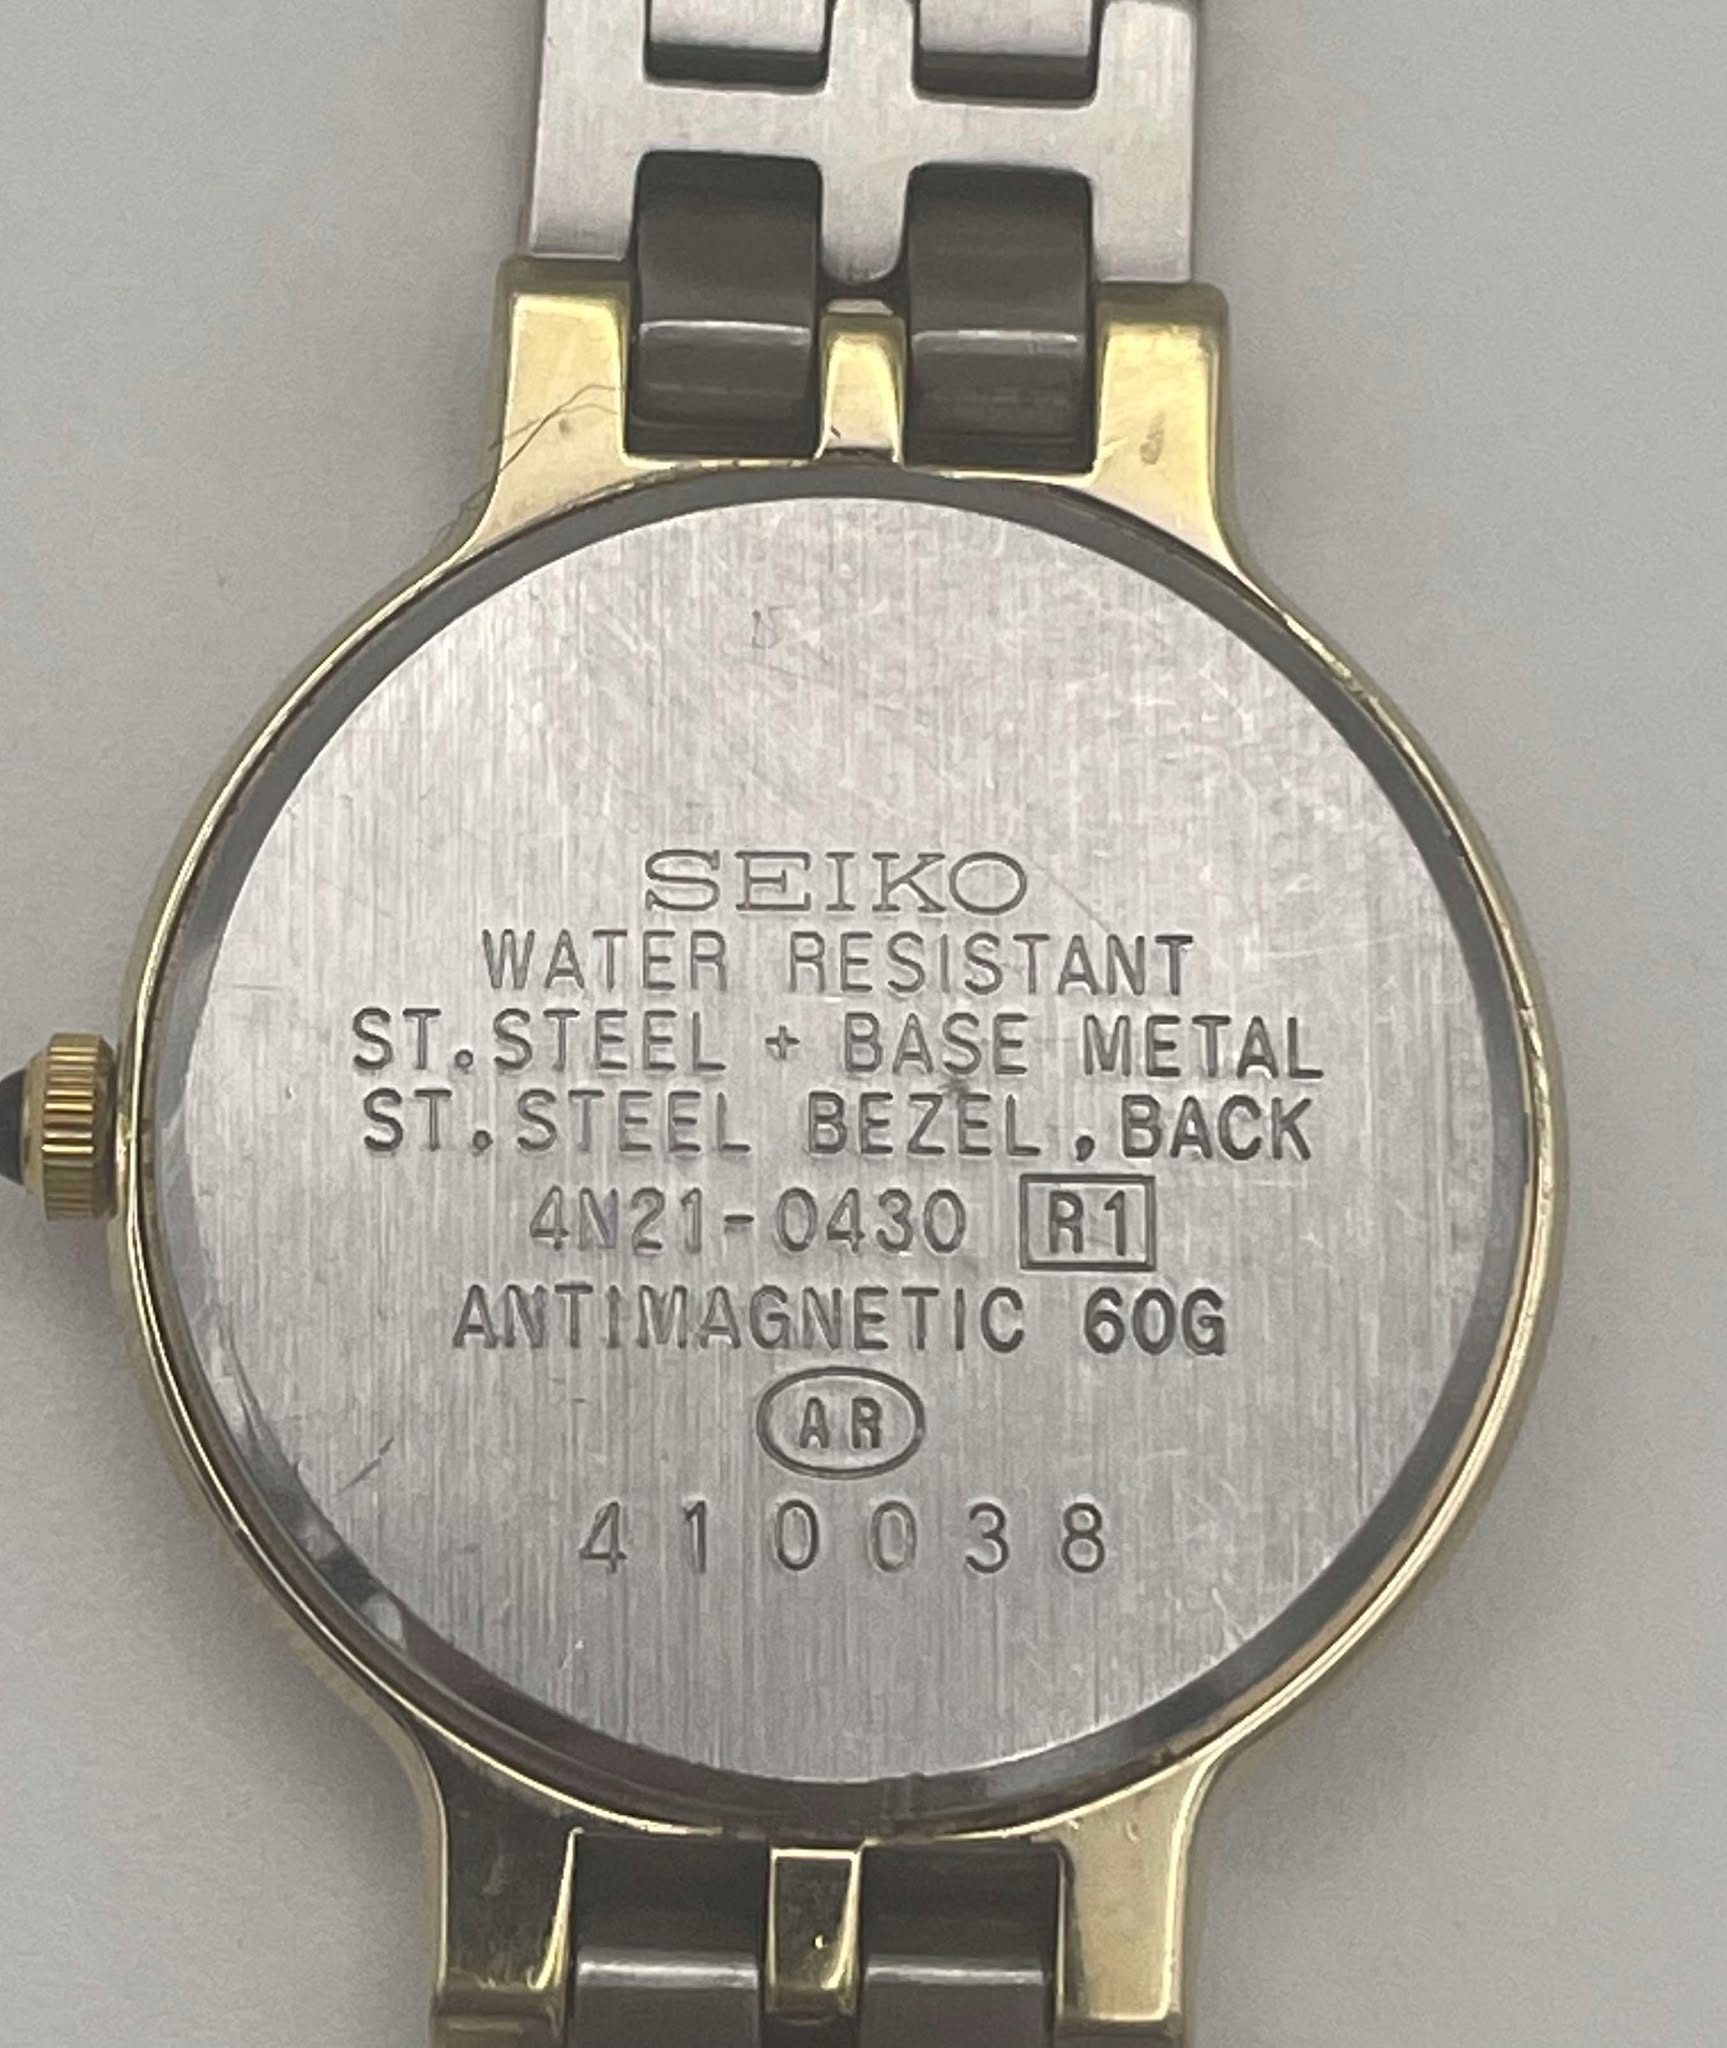 SEIKO
WATER RESISTANT
ST.STEEL + BASE METAL
ST.STEEL BEZEL,BACK
4N21-0430 R1
ANTIMAGNETIC 60G
AR
410038